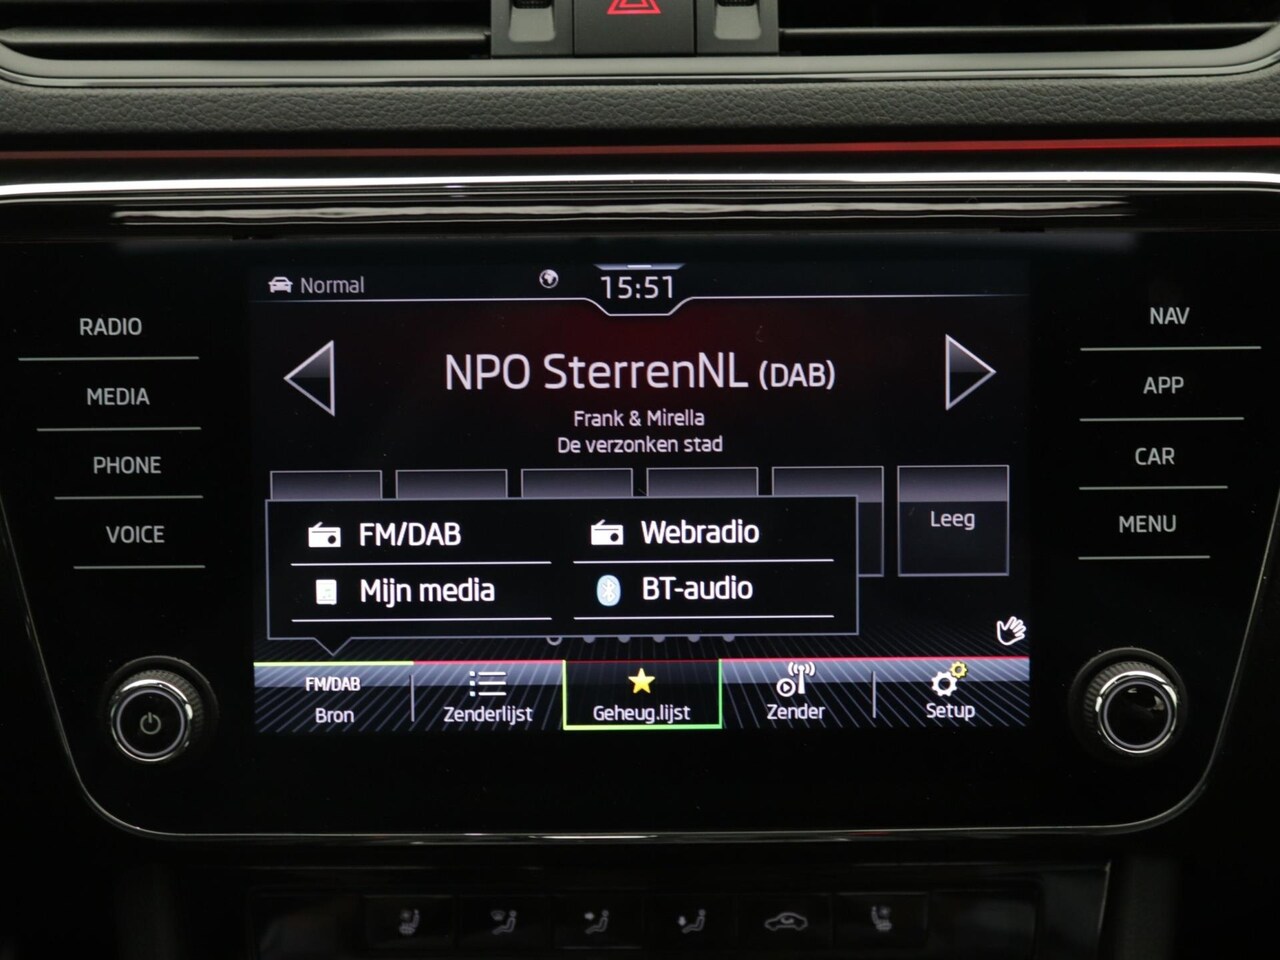 Normal
15:51
RADIO
MEDIA
PHONE
VOICE
NAV
APP
CAR
MENU
NPO SterrenNL (DAB)
Frank & Mirella
De verzonken stad
Leeg
FM/DAB
Webradio
Mijn media
BT-audio
FM/DAB
Bron
Zenderlijst
Geheug.lijst
Zender
Setup